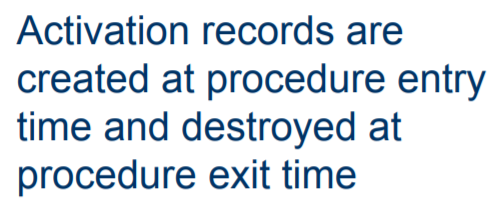 Activation records are
created at procedure entry
time and destroyed at
procedure exit time